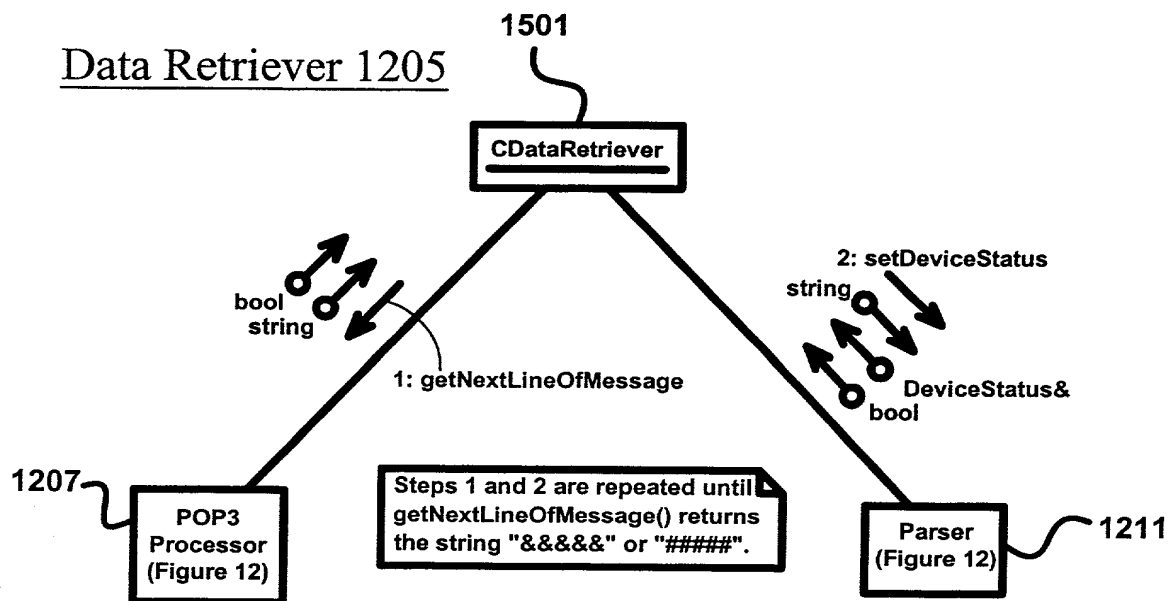 1501
Data Retriever 1205
CDataRetriever
2: setDeviceStatus
string
bool
string
1: getNextLineOfMessage
DeviceStatus&
bool
1207
POP3
Processor
(Figure 12)
Steps 1 and 2 are repeated until
getNextLineOfMessage() returns
the string "&&&&&" or "#####".
Parser
(Figure 12)
1211